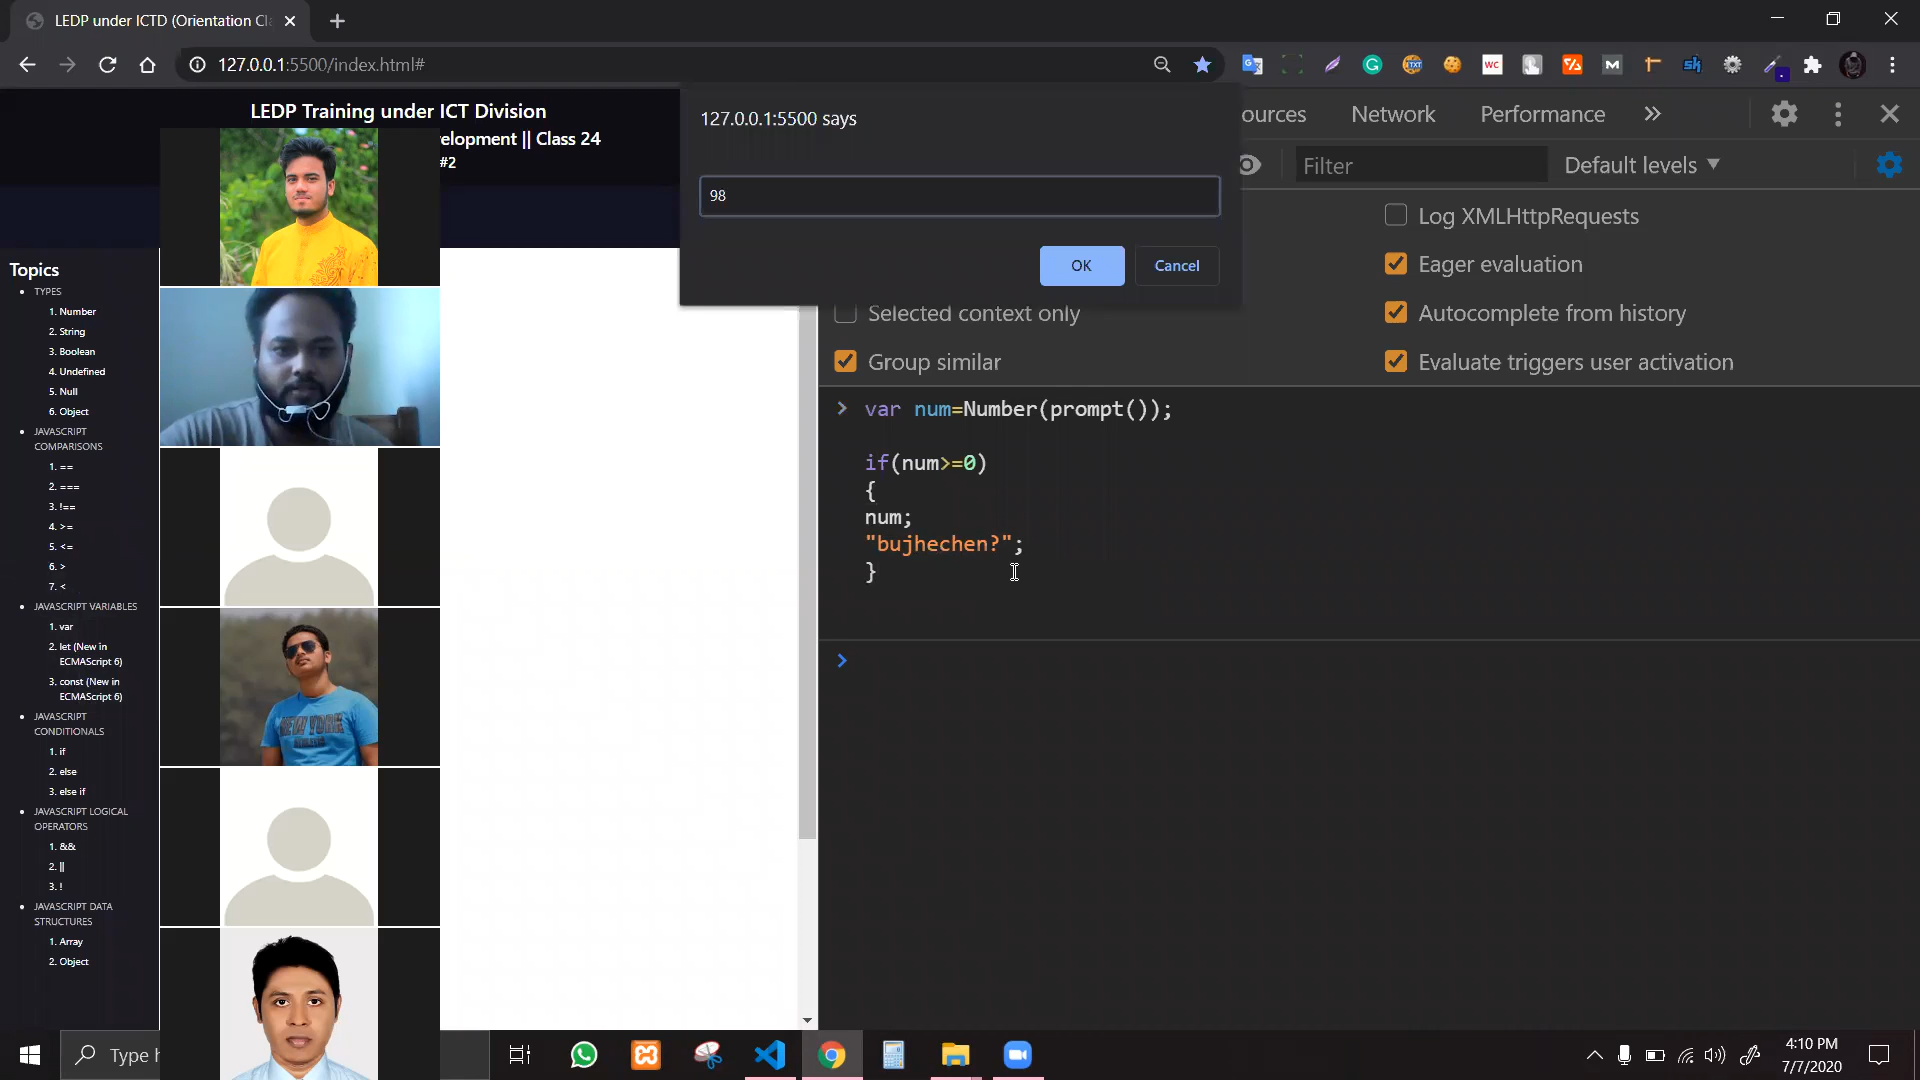 LEDP under ICTD (Orientation Cl
127.0.0.1:5500/index.html#
LEDP Training under ICT Division
elopment || Class 24
#2
127.0.0.1:5500 says
98
OK
Cancel
ources
Network
Performance
Filter
Default levels
Log XMLHttpRequests
Eager evaluation
Selected context only
Autocomplete from history
Group similar
Evaluate triggers user activation
var num=Number(prompt());
if(num>=0)
{
num;
"bujhechen?";
}
Topics
TYPES
1. Number
2. String
3. Boolean
4. Undefined
5. Null
6. Object
JAVASCRIPT
COMPARISONS
1. ==
2. ===
3. !==
4. >=
5. <=
6. >
7. <
JAVASCRIPT VARIABLES
1. var
2. let (New in
ECMAScript 6)
3. const (New in
ECMAScript 6)
JAVASCRIPT
CONDITIONALS
1. if
2. else
3. else if
JAVASCRIPT LOGICAL
OPERATORS
1. &&
2. ||
3. !
JAVASCRIPT DATA
STRUCTURES
1. Array
2. Object
NEW YORK
Type h
4:10 PM
7/7/2020